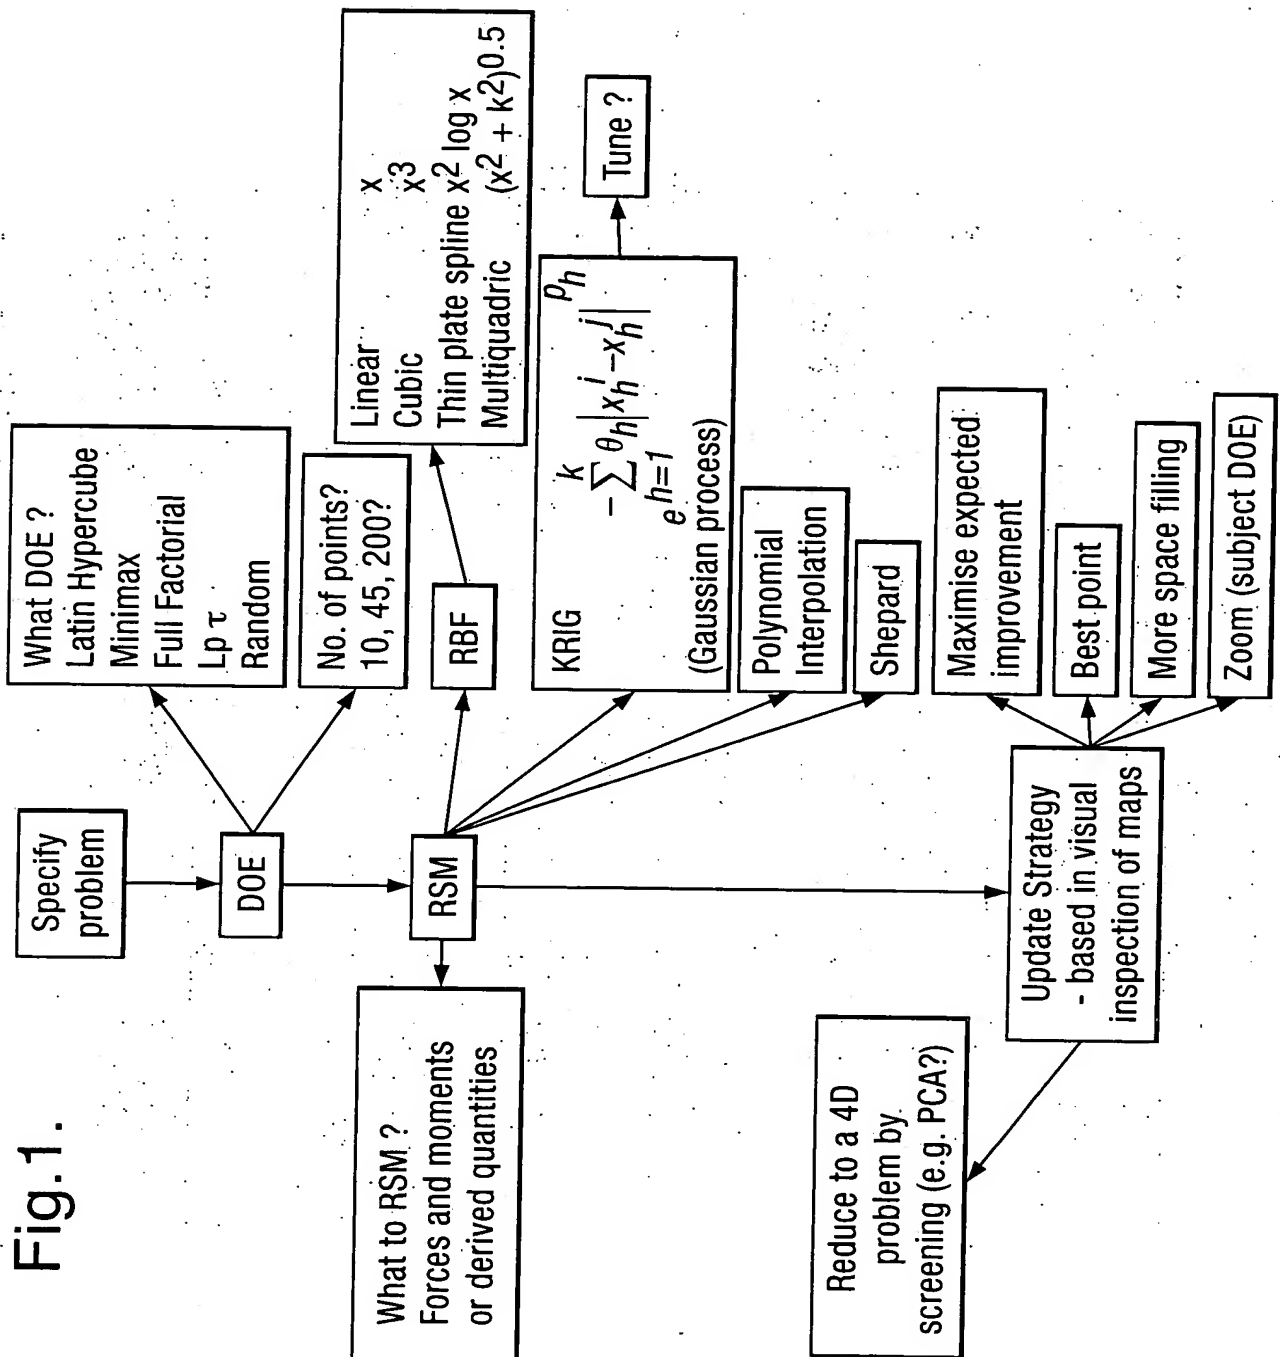 Fig.1.
Specify
problem
DOE
What DOE ?
Latin Hypercube
Minimax
Full Factorial
Lp τ
Random
No. of points?
10, 45, 200?
RSM
What to RSM ?
Forces and moments
or derived quantities
RBF
Linear x
Cubic x³
Thin plate spline x² log x
Multiquadric (x² + k²)0.5
KRIG
e^{-\sum_{h=1}^{k} \theta_h |x_h^i - x_h^j|^{p_h}}
(Gaussian process)
Tune ?
Polynomial
Interpolation
Shepard
Update Strategy
- based in visual
inspection of maps
Maximise expected
improvement
Best point
More space filling
Zoom (subject DOE)
Reduce to a 4D
problem by
screening (e.g. PCA?)